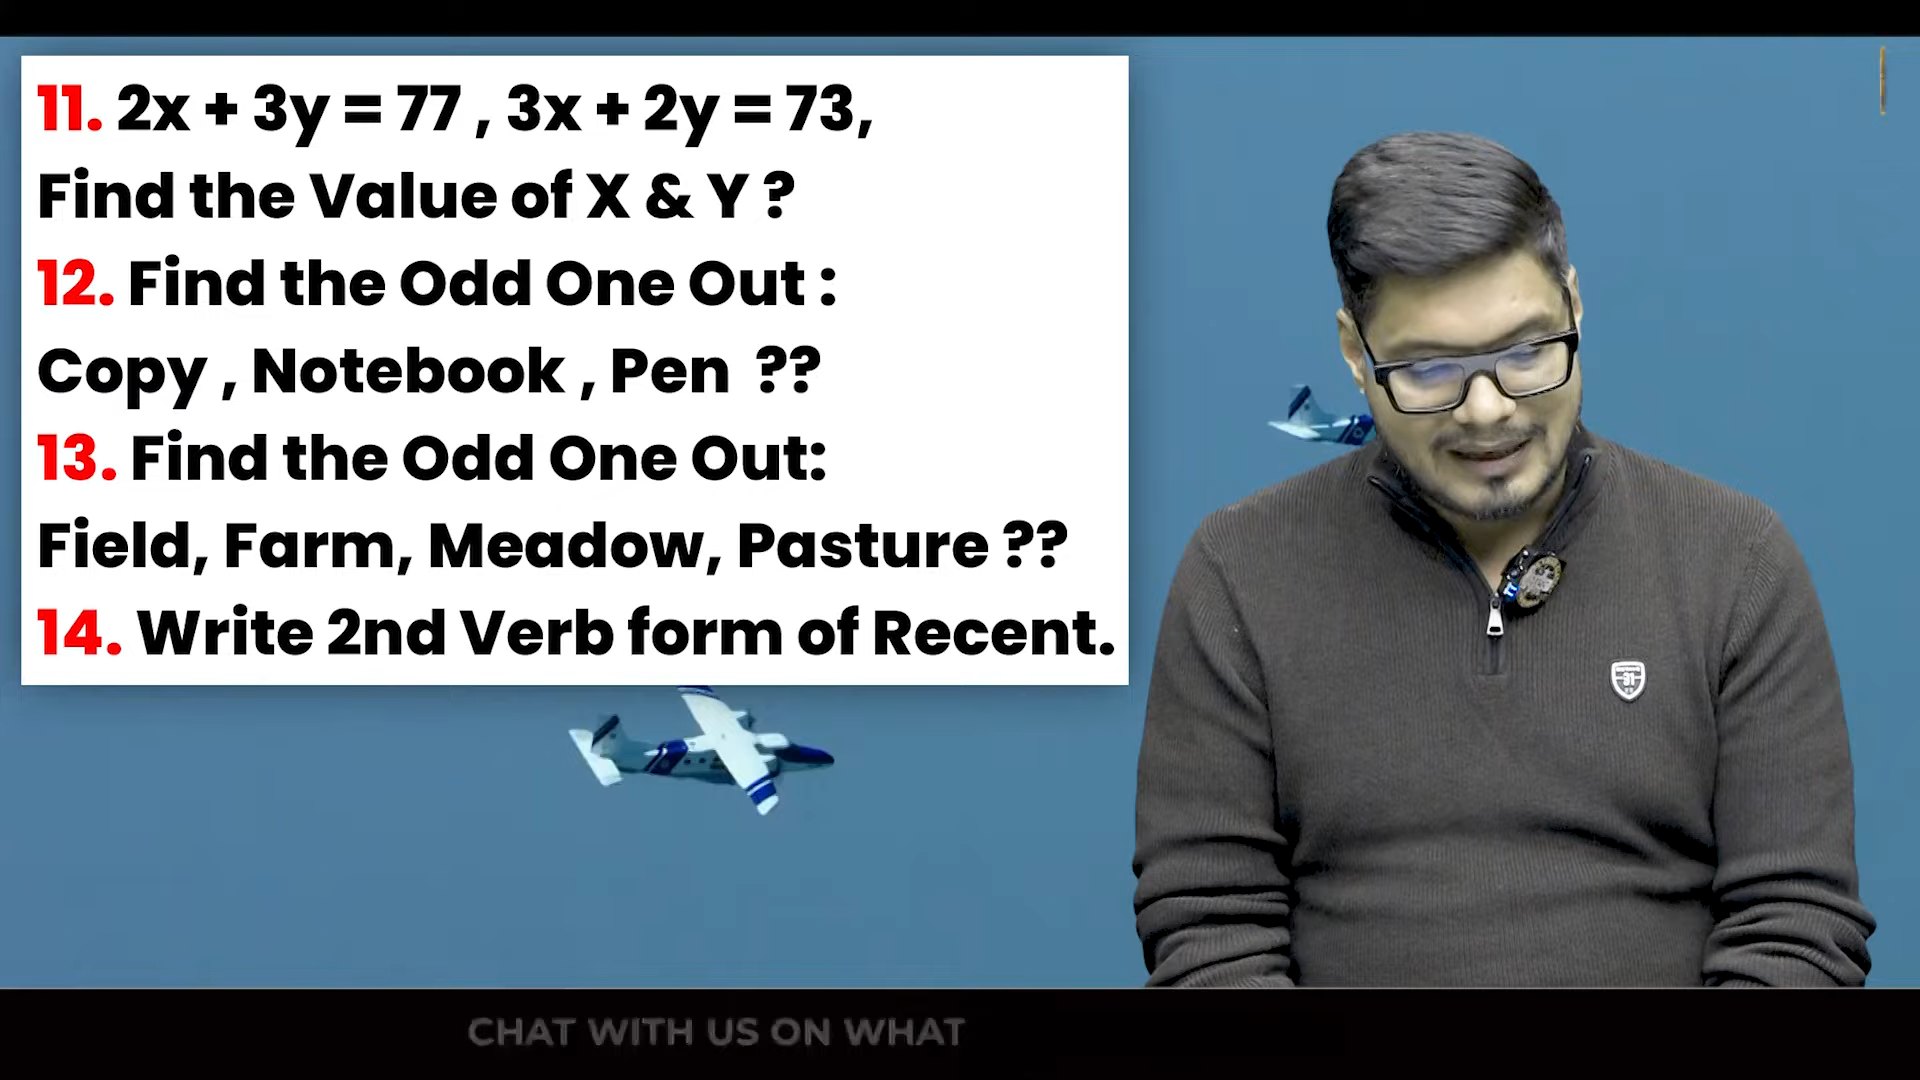 11. 2x + 3y = 77 , 3x + 2y = 73,
Find the Value of X & Y ?
12. Find the Odd One Out :
Copy , Notebook , Pen ??
13. Find the Odd One Out:
Field, Farm, Meadow, Pasture ??
14. Write 2nd Verb form of Recent.
31
CHAT WITH US ON WHAT